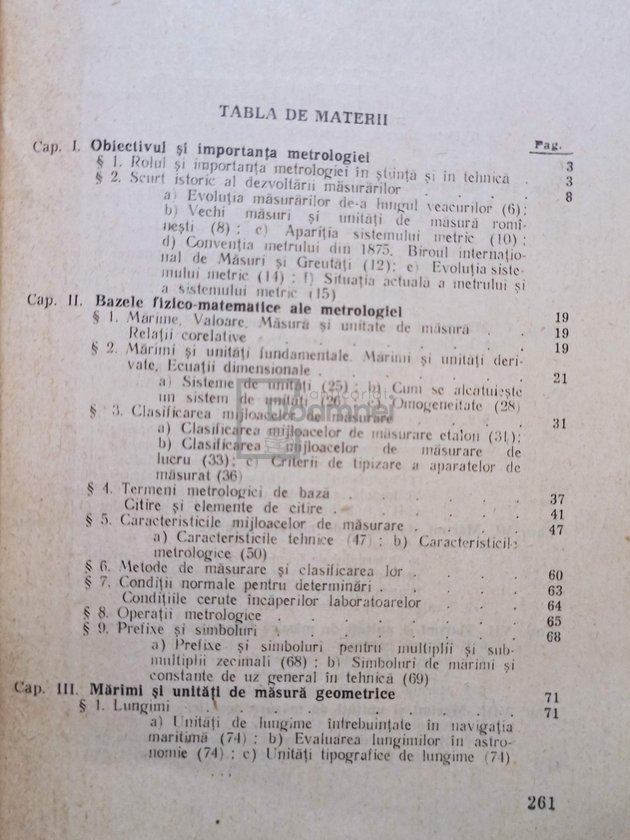 TABLA DE MATERII
Pag.
Cap. I. Obiectivul și importanța metrologiei . 3
§ 1. Rolul și importanța metrologiei în știință și în tehnică . 3
§ 2. Scurt istoric al dezvoltării măsurărilor . . . . 8
a) Evoluția măsurărilor de-a lungul veacurilor (6);
b) Vechi măsuri și unități de măsură romî-
nești (8) ; c) Apariția sistemului metric (10) ;
d) Convenția metrului din 1875. Biroul internațio-
nal de Măsuri și Greutăți (12); e) Evoluția siste-
mului metric (14) ; f) Situația actuală a metrului și
a sistemului metric (15)
Cap. II. Bazele fizico-matematice ale metrologiei 19
§ 1. Mărime, Valoare, Măsură și unitate de măsură . 19
Relații corelative . . . . . . . 19
§ 2. Mărimi și unități fundamentale. Mărimi și unități deri-
vate, Ecuații dimensionale . . . . . 21
a) Sisteme de unități (25) ; b) Cum se alcătuiește
un sistem de unități (26) Omogeneitate (28)
§ 3. Clasificarea mijloacelor de măsurare . . . . 31
a) Clasificarea mijloacelor de măsurare etalon (31);
b) Clasificarea mijloacelor de măsurare de
lucru (33) ; c) Criterii de tipizare a aparatelor de
măsurat (36)
§ 4. Termeni metrologici de bază . . . . . 37
Citire și elemente de citire . . . . . . 41
§ 5. Caracteristicile mijloacelor de măsurare . . . . 47
a) Caracteristicile tehnice (47) ; b) Caracteristicile
metrologice (50)
§ 6. Metode de măsurare și clasificarea lor . . . . 60
§ 7. Condiții normale pentru determinări . . . . 63
Condițiile cerute încăperilor laboratoarelor . . . 64
§ 8. Operații metrologice . . . . . . . 65
§ 9. Prefixe și simboluri . . . . . . . 68
a) Prefixe și simboluri pentru multiplii și sub-
multiplii zecimali (68) ; b) Simboluri de mărimi și
constante de uz general în tehnică (69)
Cap. III. Mărimi și unități de măsură geometrice 71
§ 1. Lungimi . . . . . . . . . 71
a) Unități de lungime întrebuințate în navigația
maritimă (74) ; b) Evaluarea lungimilor în astro-
nomie (74) ; c) Unități tipografice de lungime (74)
261